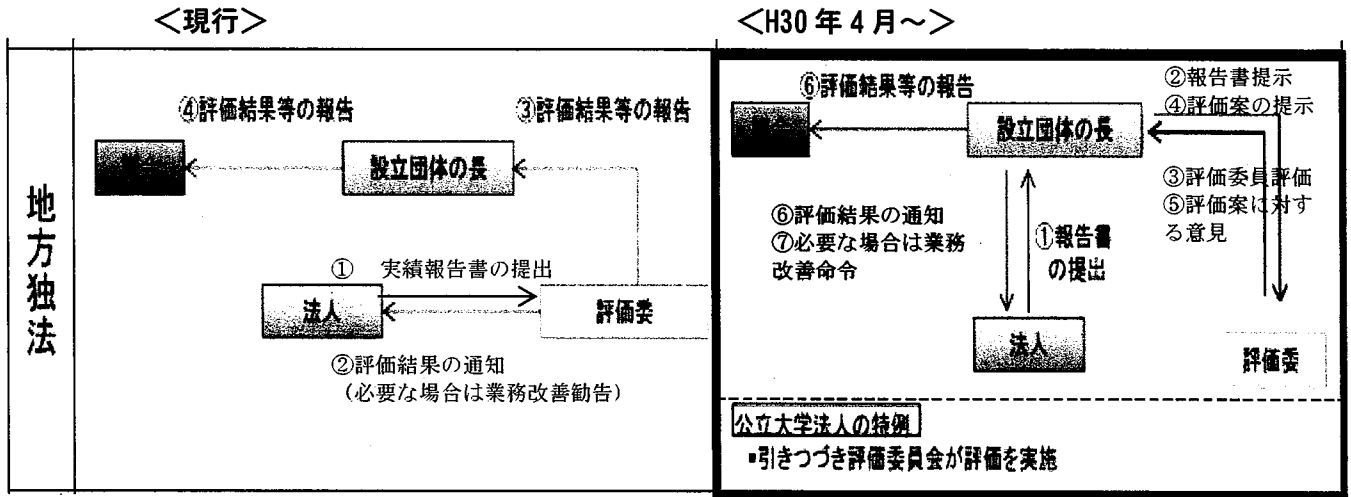 ＜現行＞
＜H30年４月～＞
地方独法
④評価結果等の報告
③評価結果等の報告
設立団体の長
① 実績報告書の提出
法人
評価委
②評価結果の通知
（必要な場合は業務改善勧告）
⑥評価結果等の報告
設立団体の長
②報告書提示
④評価案の提示
③評価委員評価
⑤評価案に対す
る意見
⑥評価結果の通知
⑦必要な場合は業務
改善命令
①報告書
の提出
法人
評価委
公立大学法人の特例
▪引きつづき評価委員会が評価を実施